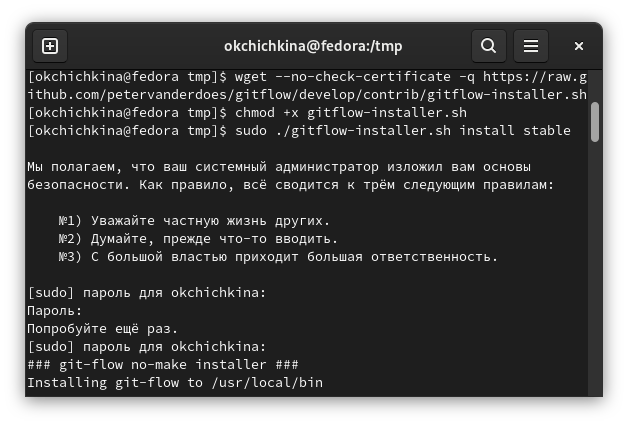 okchichkina@fedora:/tmp
[okchichkina@fedora tmp]$ wget --no-check-certificate -q https://raw.g
ithub.com/petervanderdoes/gitflow/develop/contrib/gitflow-installer.sh
[okchichkina@fedora tmp]$ chmod +x gitflow-installer.sh
[okchichkina@fedora tmp]$ sudo ./gitflow-installer.sh install stable
Мы полагаем, что ваш системный администратор изложил вам основы
безопасности. Как правило, всё сводится к трём следующим правилам:
№1) Уважайте частную жизнь других.
№2) Думайте, прежде что-то вводить.
№3) С большой властью приходит большая ответственность.
[sudo] пароль для okchichkina:
Пароль:
Попробуйте ещё раз.
[sudo] пароль для okchichkina:
### git-flow no-make installer ###
Installing git-flow to /usr/local/bin